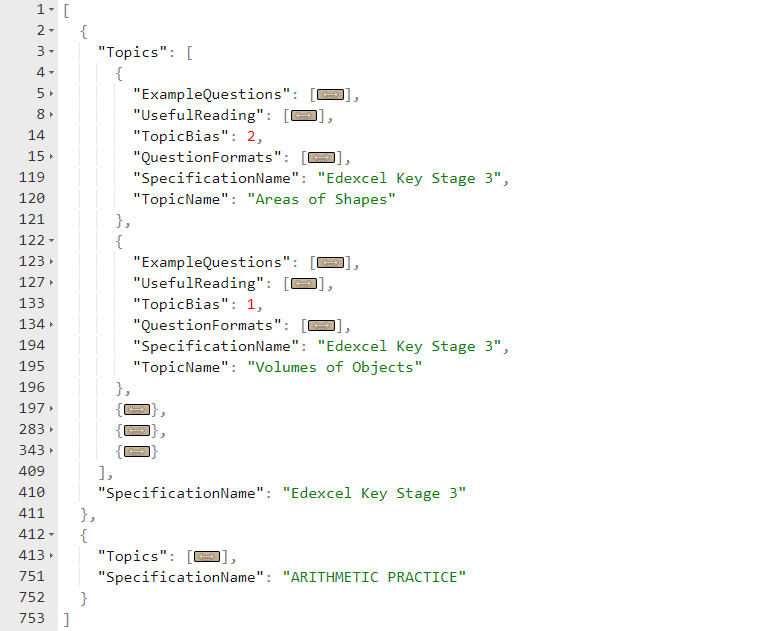 1 [
2 {
3 "Topics": [
4 {
5 "ExampleQuestions": [],
8 "UsefulReading": [],
14 "TopicBias": 2,
15 "QuestionFormats": [],
119 "SpecificationName": "Edexcel Key Stage 3",
120 "TopicName": "Areas of Shapes"
121 },
122 {
123 "ExampleQuestions": [],
127 "UsefulReading": [],
133 "TopicBias": 1,
134 "QuestionFormats": [],
194 "SpecificationName": "Edexcel Key Stage 3",
195 "TopicName": "Volumes of Objects"
196 },
197 {},
283 {},
343 {}
409 ],
410 "SpecificationName": "Edexcel Key Stage 3"
411 },
412 {
413 "Topics": [],
751 "SpecificationName": "ARITHMETIC PRACTICE"
752 }
753 ]